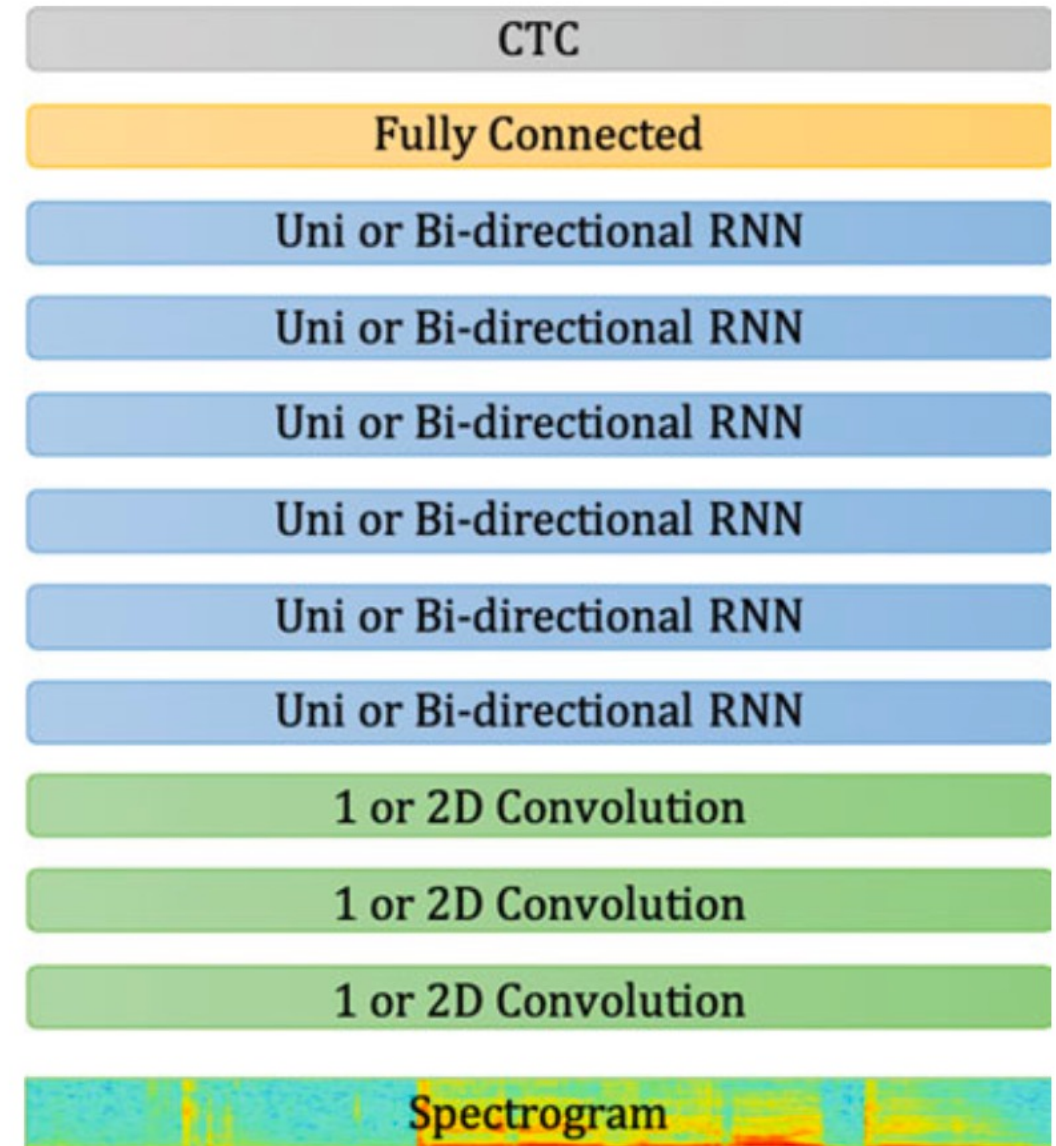 CTC
Fully Connected
Uni or Bi-directional RNN
Uni or Bi-directional RNN
Uni or Bi-directional RNN
Uni or Bi-directional RNN
Uni or Bi-directional RNN
Uni or Bi-directional RNN
1 or 2D Convolution
1 or 2D Convolution
1 or 2D Convolution
Spectrogram